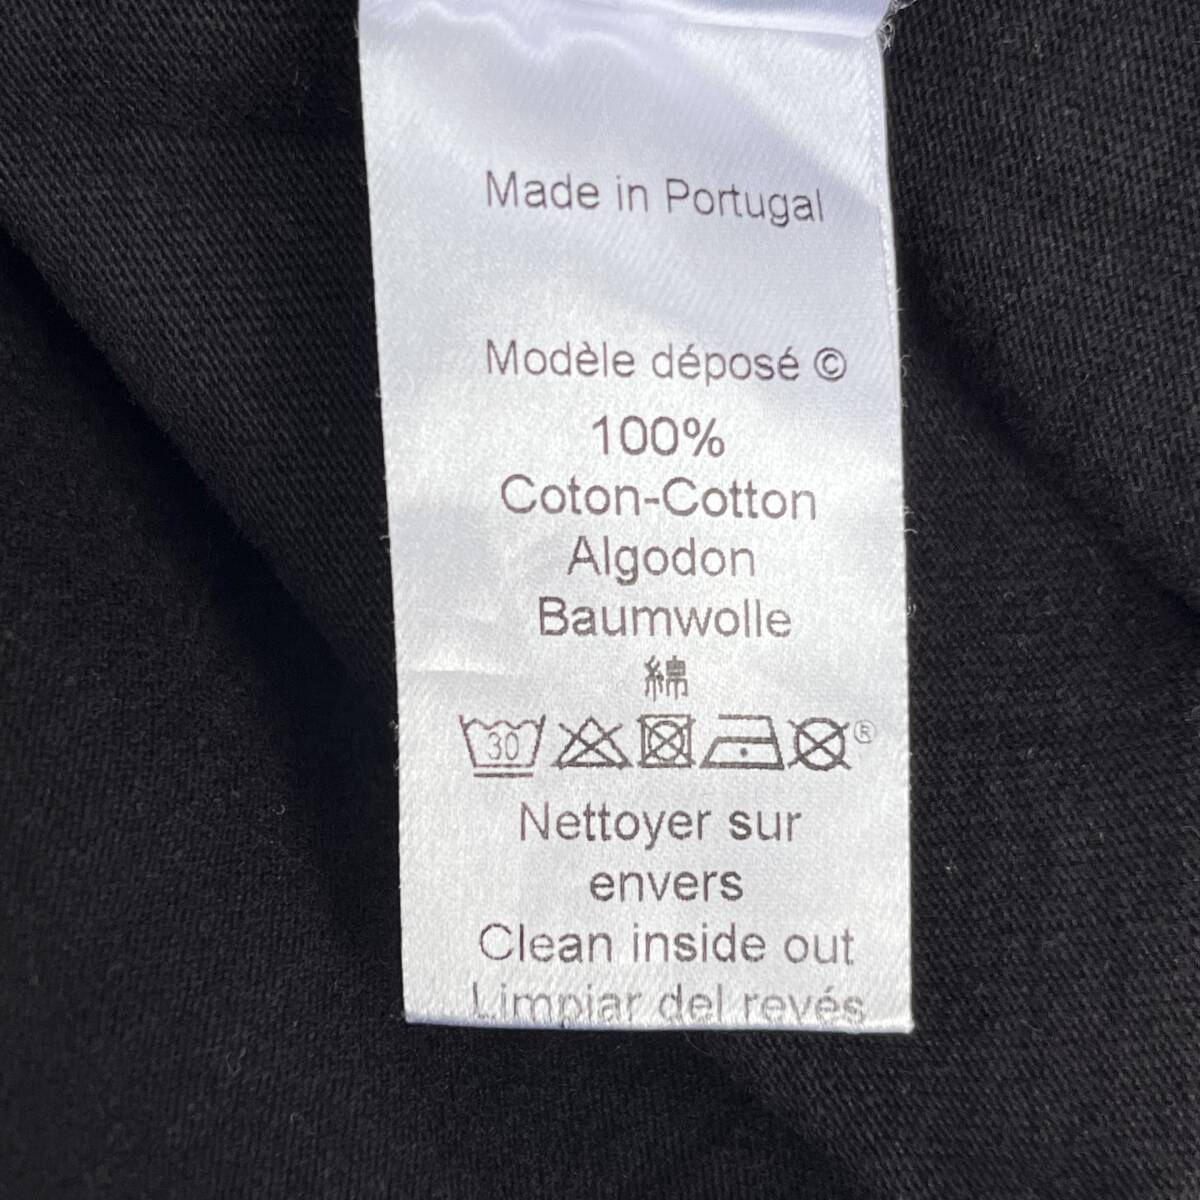 Made in Portugal
Modèle déposé ©
100%
Coton-Cotton
Algodon
Baumwolle
綿
30 ®
Nettoyer sur
envers
Clean inside out
Limpiar del revés